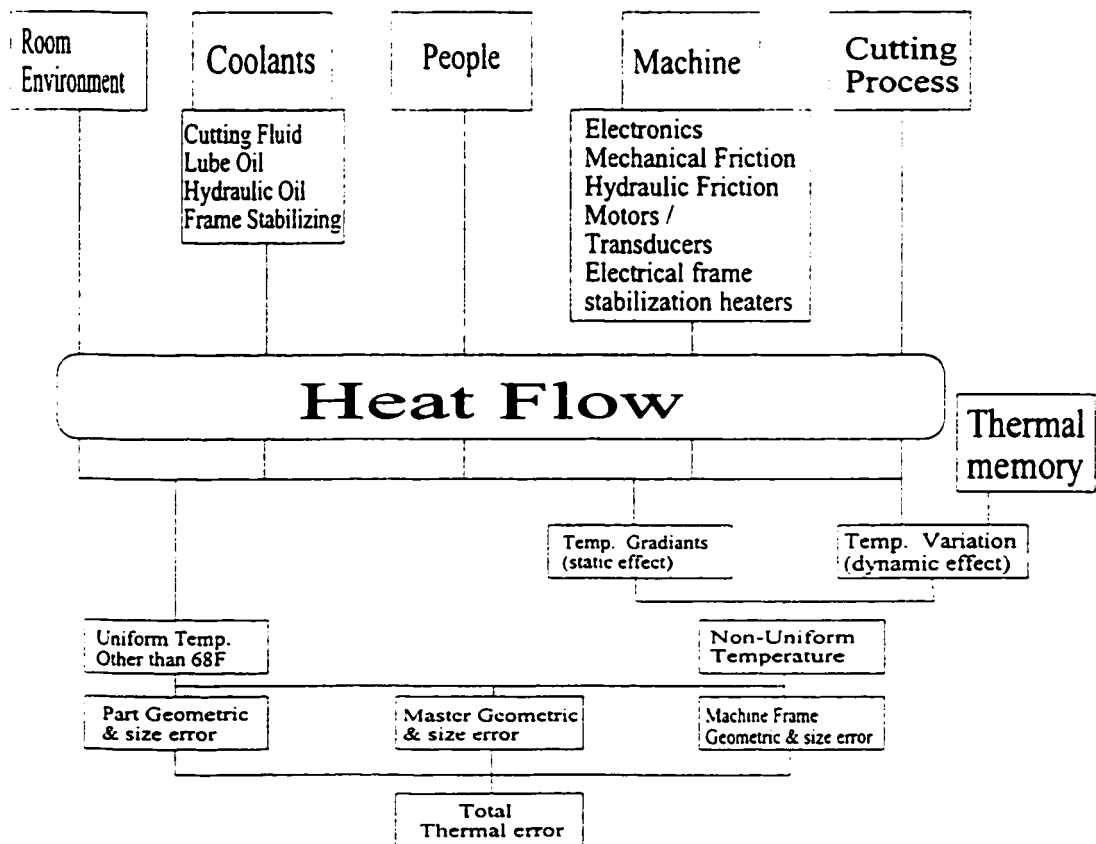 Room
Environment
Coolants
People
Machine
Cutting
Process
Cutting Fluid
Lube Oil
Hydraulic Oil
Frame Stabilizing
Electronics
Mechanical Friction
Hydraulic Friction
Motors /
Transducers
Electrical frame
stabilization heaters
Heat Flow
Thermal
memory
Temp. Gradiants
(static effect)
Temp. Variation
(dynamic effect)
Uniform Temp.
Other than 68F
Non-Uniform
Temperature
Part Geometric
& size error
Master Geometric
& size error
Machine Frame
Geometric & size error
Total
Thermal error